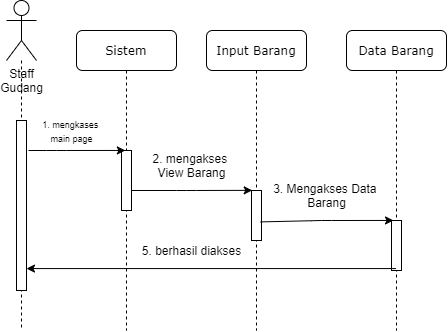 Sistem
Input Barang
Data Barang
Staff
Gudang
1. mengkases
main page
2. mengakses
View Barang
3. Mengakses Data
Barang
5. berhasil diakses